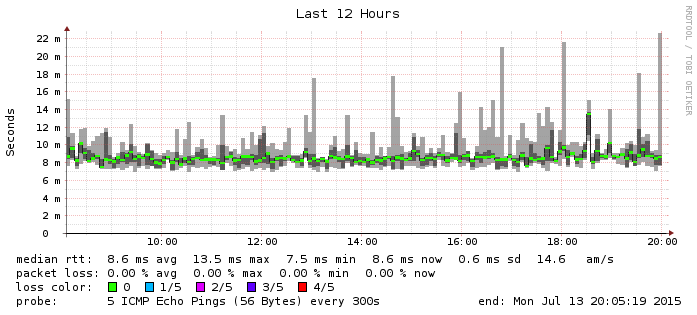 Last 12 Hours
RRDTOOL / TOBI OETIKER
Seconds
22 m
20 m
18 m
16 m
14 m
12 m
10 m
8 m
6 m
4 m
2 m
0
10:00 12:00 14:00 16:00 18:00 20:00
median rtt: 8.6 ms avg 13.5 ms max 7.5 ms min 8.6 ms now 0.6 ms sd 14.6 am/s
packet loss: 0.00 % avg 0.00 % max 0.00 % min 0.00 % now
loss color: 0 1/5 2/5 3/5 4/5
probe: 5 ICMP Echo Pings (56 Bytes) every 300s end: Mon Jul 13 20:05:19 2015